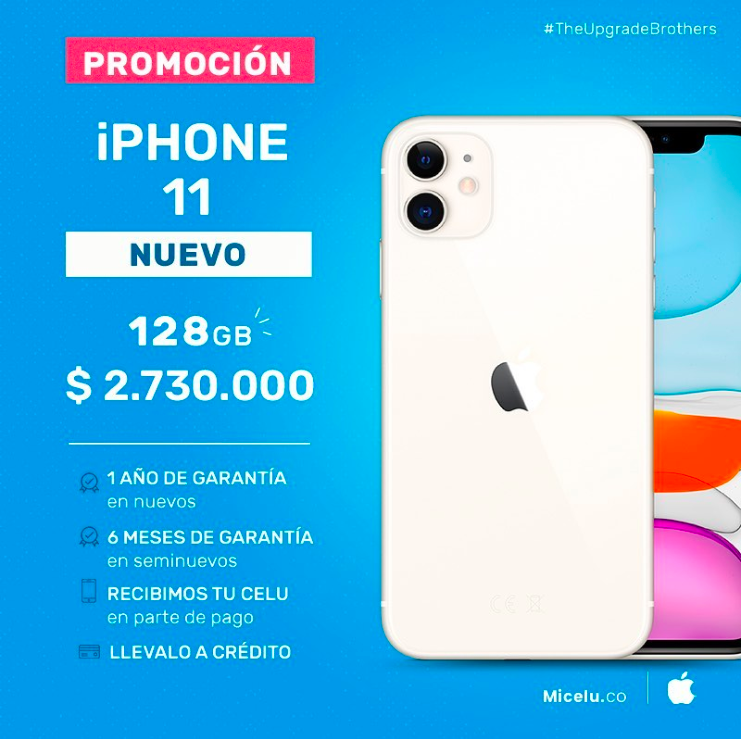 #TheUpgradeBrothers
PROMOCIÓN
iPHONE
11
NUEVO
128GB
$ 2.730.000
1 AÑO DE GARANTÍA
en nuevos
6 MESES DE GARANTÍA
en seminuevos
RECIBIMOS TU CELU
en parte de pago
LLEVALO A CRÉDITO
Micelu.co